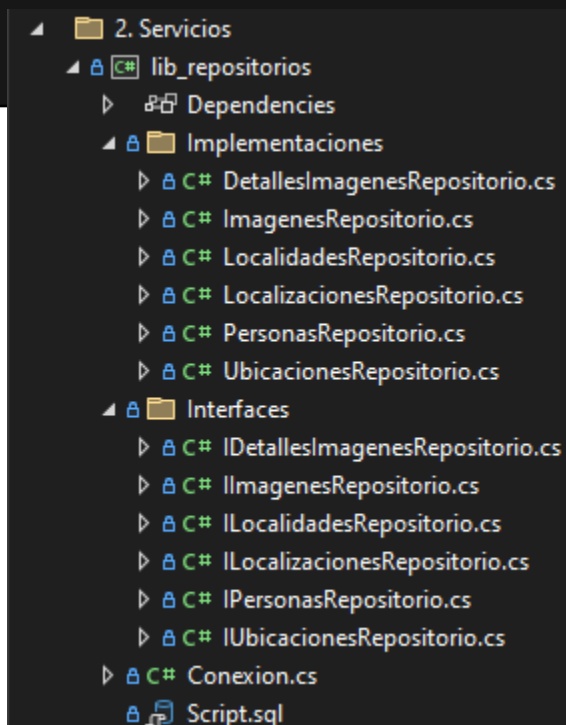 2. Servicios
C# lib_repositorios
Dependencies
Implementaciones
C# DetallesImagenesRepositorio.cs
C# ImagenesRepositorio.cs
C# LocalidadesRepositorio.cs
C# LocalizacionesRepositorio.cs
C# PersonasRepositorio.cs
C# UbicacionesRepositorio.cs
Interfaces
C# IDetallesImagenesRepositorio.cs
C# IImagenesRepositorio.cs
C# ILocalidadesRepositorio.cs
C# ILocalizacionesRepositorio.cs
C# IPersonasRepositorio.cs
C# IUbicacionesRepositorio.cs
C# Conexion.cs
Script.sql